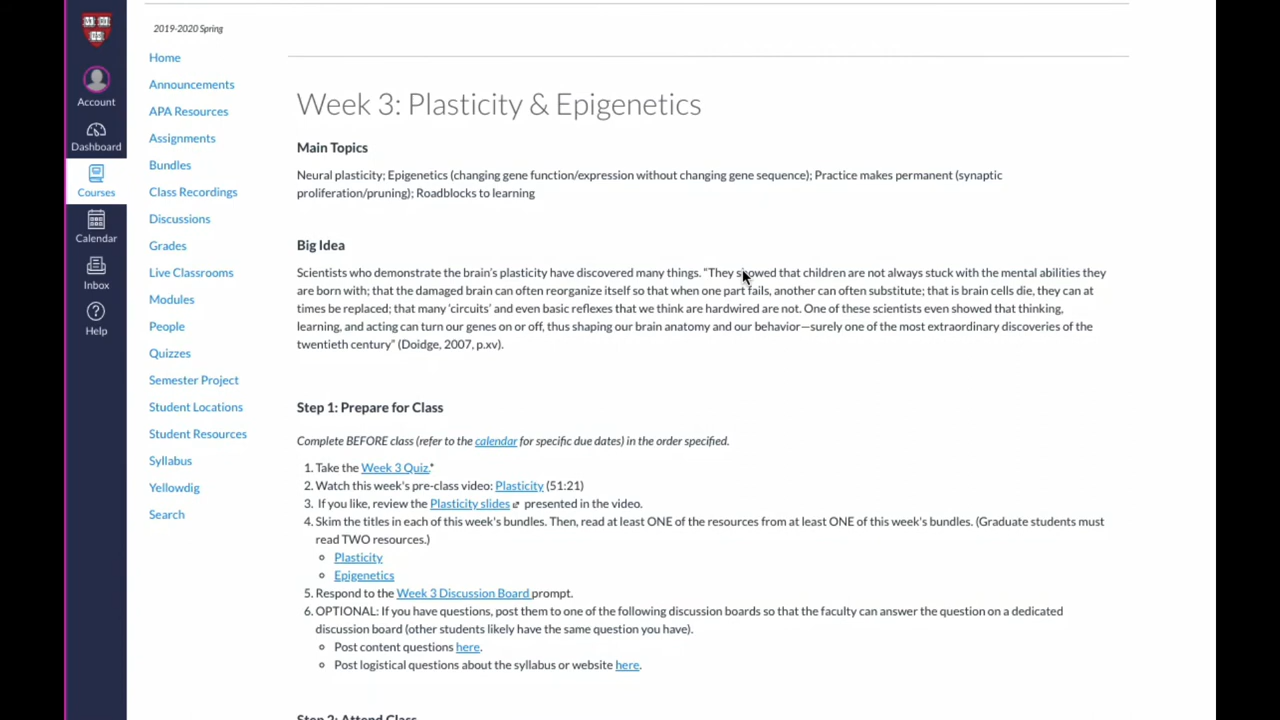 2019-2020 Spring
Account
Dashboard
Courses
Calendar
Inbox
Help
Home
Announcements
APA Resources
Assignments
Bundles
Class Recordings
Discussions
Grades
Live Classrooms
Modules
People
Quizzes
Semester Project
Student Locations
Student Resources
Syllabus
Yellowdig
Search
Week 3: Plasticity & Epigenetics
Main Topics
Neural plasticity; Epigenetics (changing gene function/expression without changing gene sequence); Practice makes permanent (synaptic
proliferation/pruning); Roadblocks to learning
Big Idea
Scientists who demonstrate the brain's plasticity have discovered many things. "They showed that children are not always stuck with the mental abilities they
are born with; that the damaged brain can often reorganize itself so that when one part fails, another can often substitute; that is brain cells die, they can at
times be replaced; that many 'circuits' and even basic reflexes that we think are hardwired are not. One of these scientists even showed that thinking,
learning, and acting can turn our genes on or off, thus shaping our brain anatomy and our behavior—surely one of the most extraordinary discoveries of the
twentieth century" (Doidge, 2007, p.xv).
Step 1: Prepare for Class
Complete BEFORE class (refer to the calendar for specific due dates) in the order specified.
1. Take the Week 3 Quiz.*
2. Watch this week's pre-class video: Plasticity (51:21)
3. If you like, review the Plasticity slides presented in the video.
4. Skim the titles in each of this week's bundles. Then, read at least ONE of the resources from at least ONE of this week's bundles. (Graduate students must
read TWO resources.)
Plasticity
Epigenetics
5. Respond to the Week 3 Discussion Board prompt.
6. OPTIONAL: If you have questions, post them to one of the following discussion boards so that the faculty can answer the question on a dedicated
discussion board (other students likely have the same question you have).
Post content questions here.
Post logistical questions about the syllabus or website here.
Step 2: Attend Class